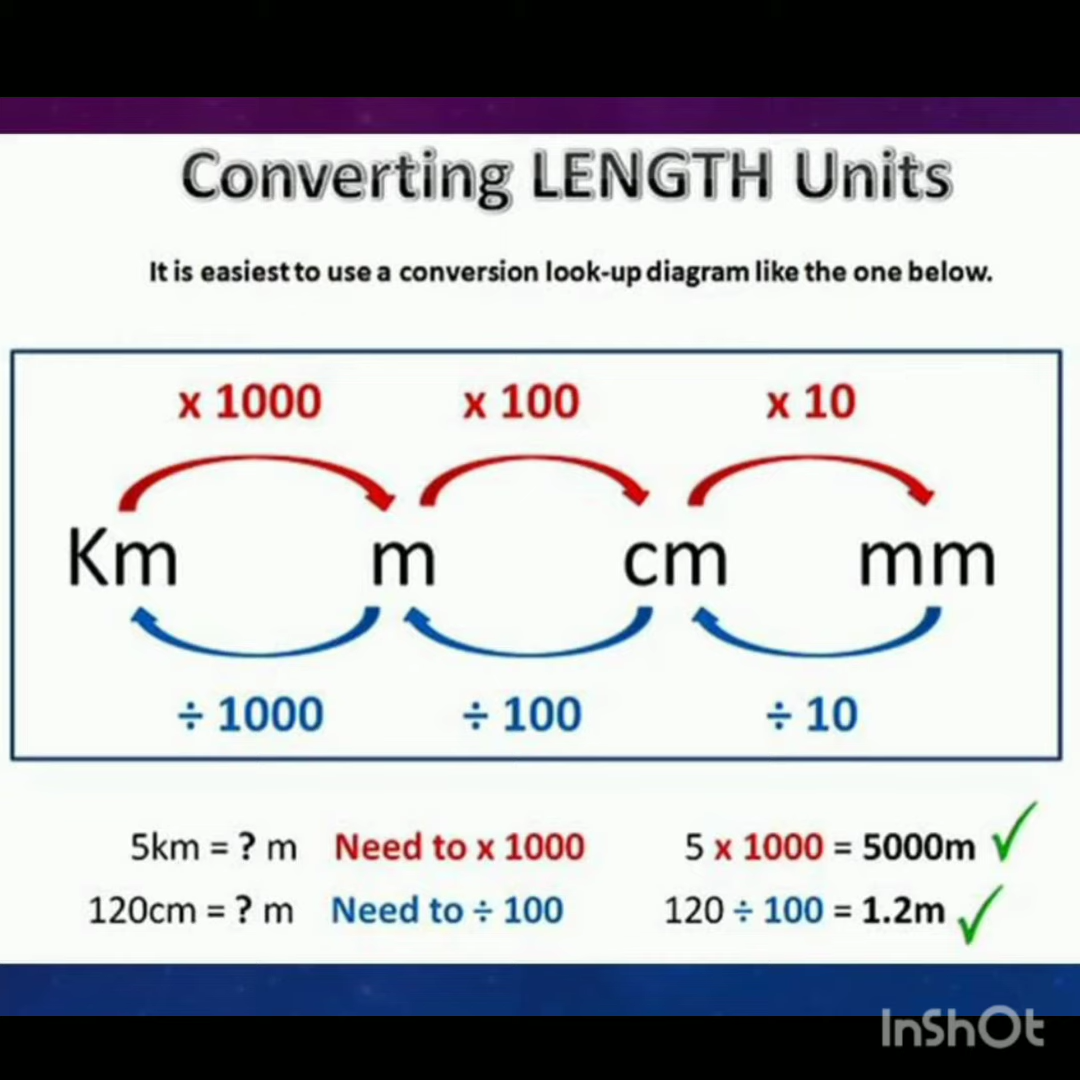 Converting LENGTH Units
It is easiest to use a conversion look-up diagram like the one below.
x 1000 x 100 x 10
Km m cm mm
÷ 1000 ÷ 100 ÷ 10
5km = ? m Need to x 1000 5 x 1000 = 5000m
120cm = ? m Need to ÷ 100 120 ÷ 100 = 1.2m
InShOt